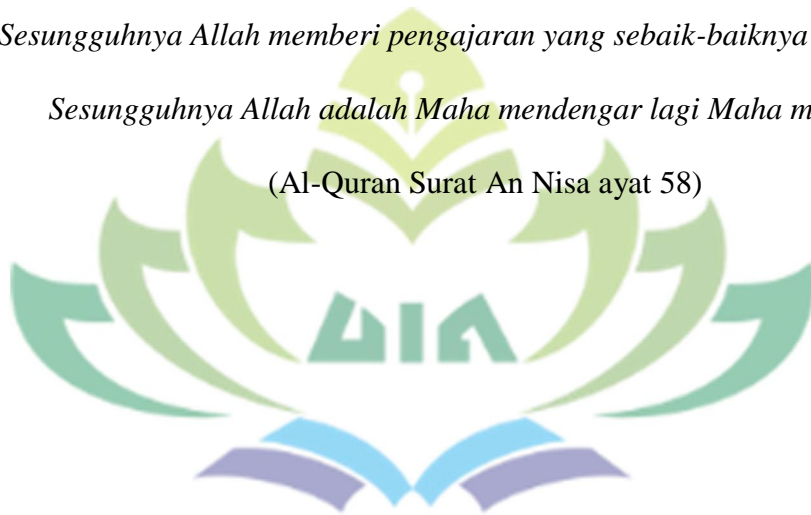 Sesungguhnya Allah memberi pengajaran yang sebaik-baiknya
Sesungguhnya Allah adalah Maha mendengar lagi Maha m
(Al-Quran Surat An Nisa ayat 58)
UIN